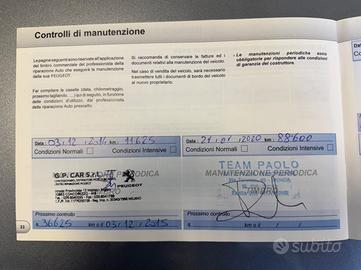 Controlli di manutenzione
Le pagine seguenti sono riservate all'applicazione
del timbro commerciale del professionista della
riparazione Auto che eseguirà la manutenzione
della sua PEUGEOT.
Si raccomanda di conservare le fatture ed i
documenti relativi alla manutenzione del veicolo.
Nel caso di vendita del veicolo, sarà necessario
trasmettere tutti i documenti di bordo del veicolo
al nuovo proprietario.
- Le manutenzioni periodiche sono
obbligatorie per rispondere alle condizioni
di garanzia del costruttore.
Far compilare le caselle (data, chilometraggio,
prossimo tagliando, ...) qui di seguito, in funzione
delle condizioni d'utilizzo, dal professionista
della riparazione Auto prescelto.
Data : 03/12/2014 km : 11625
Condizioni Normali Condizioni Intensive
G.P. CAR S.r.l.
PEUGEOT
Prossimo controllo
a 36625 km o il 03/12/2015
Data : 21/01/2020 km : 88600
Condizioni Normali Condizioni Intensive
TEAM PAOLO
MANUTENZIONE PERIODICA
Prossimo controllo
a km o il / /
22
subito